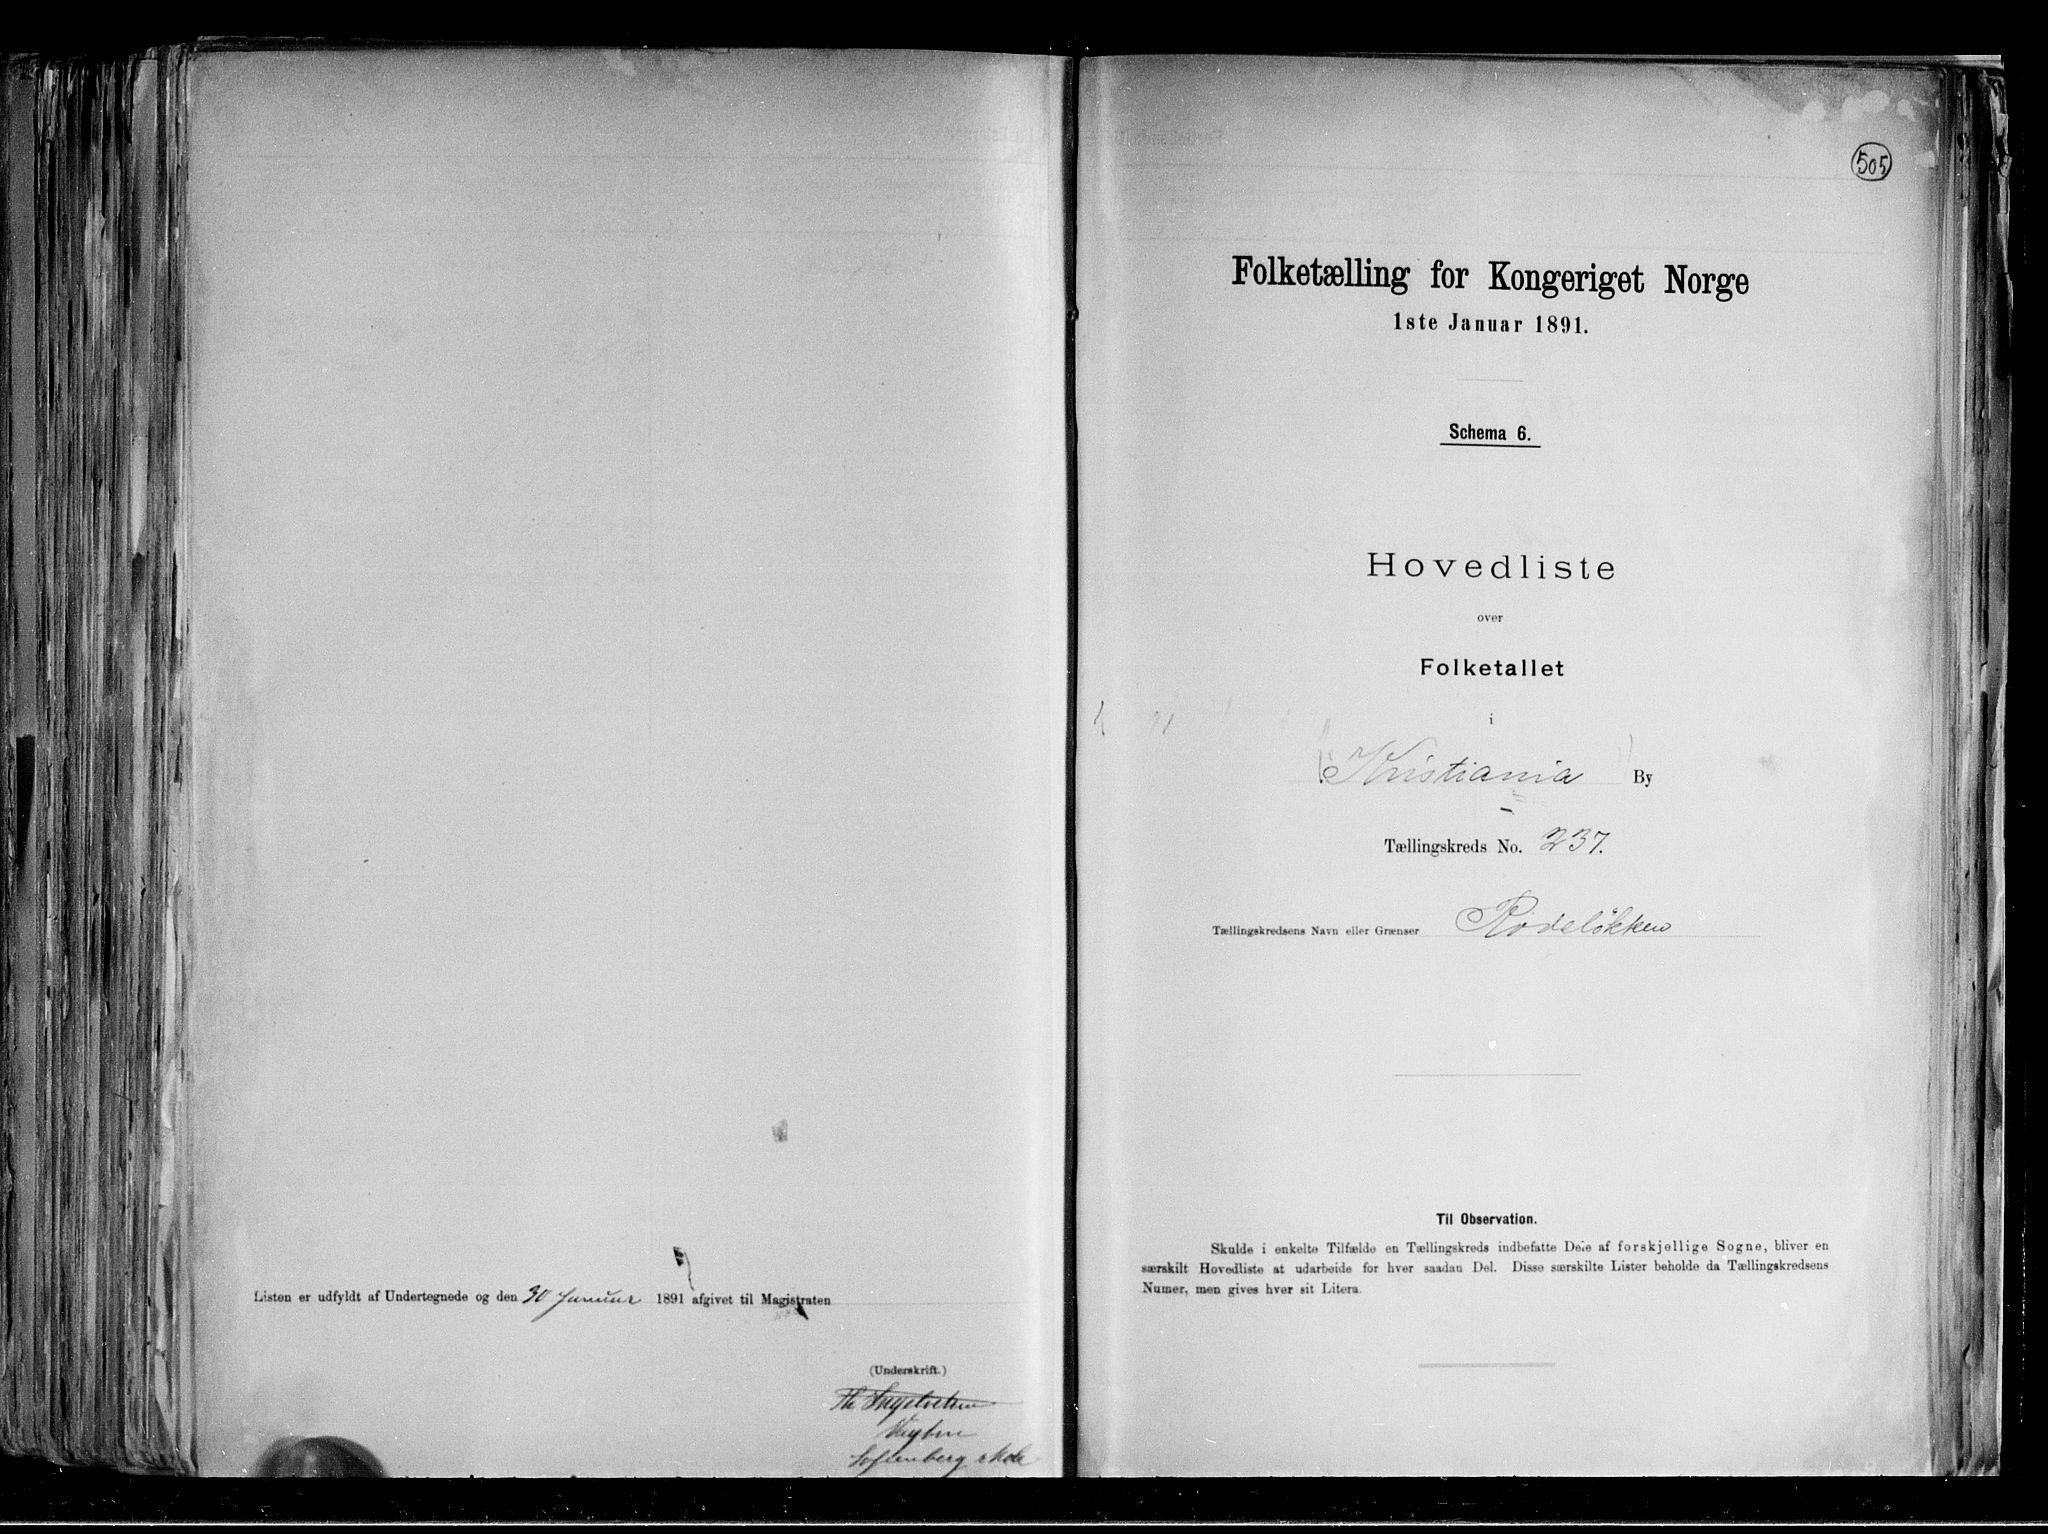 Listen er udfyldt af Undertegnede og den 30 Januar 1891 afgivet til Magistraten
(Underskrift.)
Th
Sofienberg skole
505
Folketælling for Kongeriget Norge
1ste Januar 1891.
Schema 6.
Hovedliste
over
Folketallet
i
Kristiania By
Tællingskreds No. 237.
Tællingskredsens Navn eller Grænser Rodeløkken
Til Observation.
Skulde i enkelte Tilfælde en Tællingskreds indbefatte Dele af forskjellige Sogne, bliver en
særskilt Hovedliste at udarbeide for hver saadan Del. Disse særskilte Lister beholde da Tællingskredsens
Numer, men gives hver sit Litera.